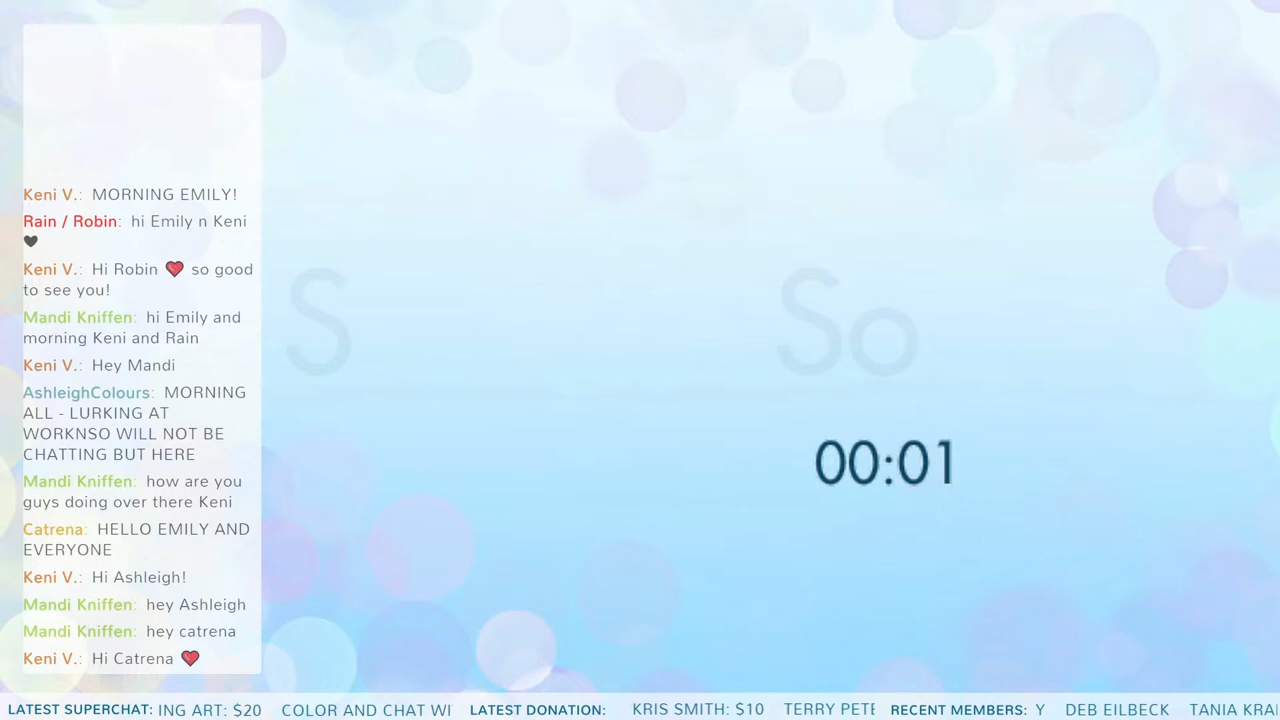 Keni V.: MORNING EMILY!
Rain / Robin: hi Emily n Keni
🖤
Keni V.: Hi Robin ❤️ so good
to see you!
Mandi Kniffen: hi Emily and
morning Keni and Rain
Keni V.: Hey Mandi
AshleighColours: MORNING
ALL - LURKING AT
WORKNSO WILL NOT BE
CHATTING BUT HERE
Mandi Kniffen: how are you
guys doing over there Keni
Catrena: HELLO EMILY AND
EVERYONE
Keni V.: Hi Ashleigh!
Mandi Kniffen: hey Ashleigh
Mandi Kniffen: hey catrena
Keni V.: Hi Catrena ❤️
S So
00:01
LATEST SUPERCHAT: ING ART: $20 COLOR AND CHAT WI LATEST DONATION: KRIS SMITH: $10 TERRY PETE RECENT MEMBERS: Y DEB EILBECK TANIA KRAI